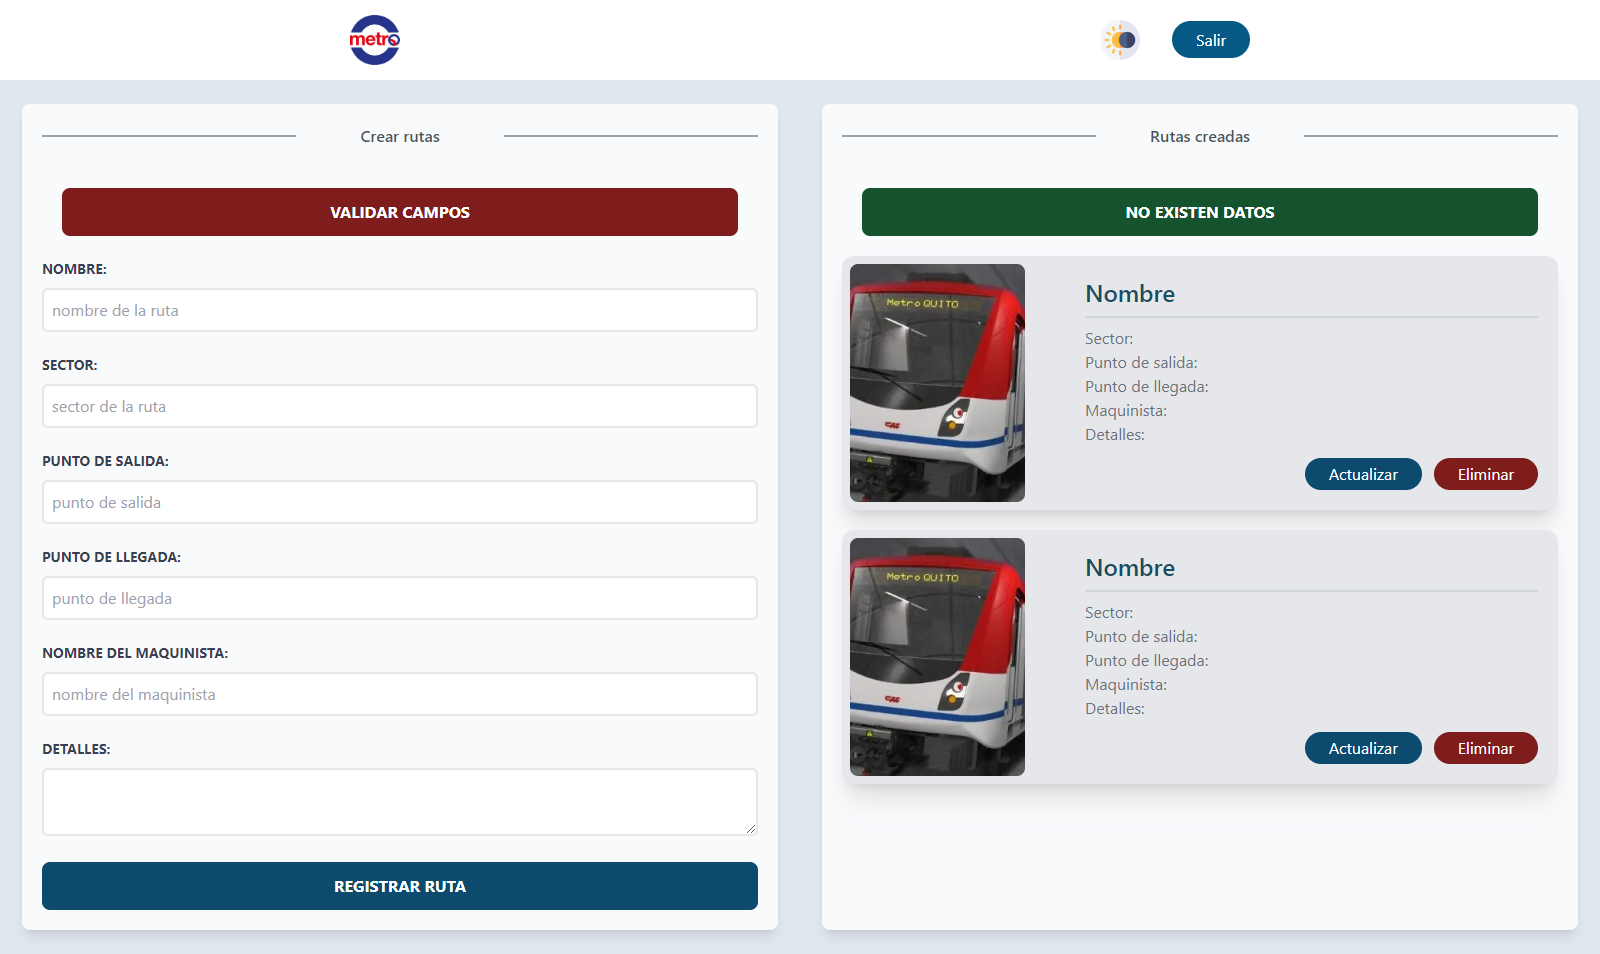 metro
Salir
Crear rutas
VALIDAR CAMPOS
NOMBRE:
nombre de la ruta
SECTOR:
sector de la ruta
PUNTO DE SALIDA:
punto de salida
PUNTO DE LLEGADA:
punto de llegada
NOMBRE DEL MAQUINISTA:
nombre del maquinista
DETALLES:
REGISTRAR RUTA
Rutas creadas
NO EXISTEN DATOS
Metro QUITO
CAF
Nombre
Sector:
Punto de salida:
Punto de llegada:
Maquinista:
Detalles:
Actualizar Eliminar
Metro QUITO
CAF
Nombre
Sector:
Punto de salida:
Punto de llegada:
Maquinista:
Detalles:
Actualizar Eliminar